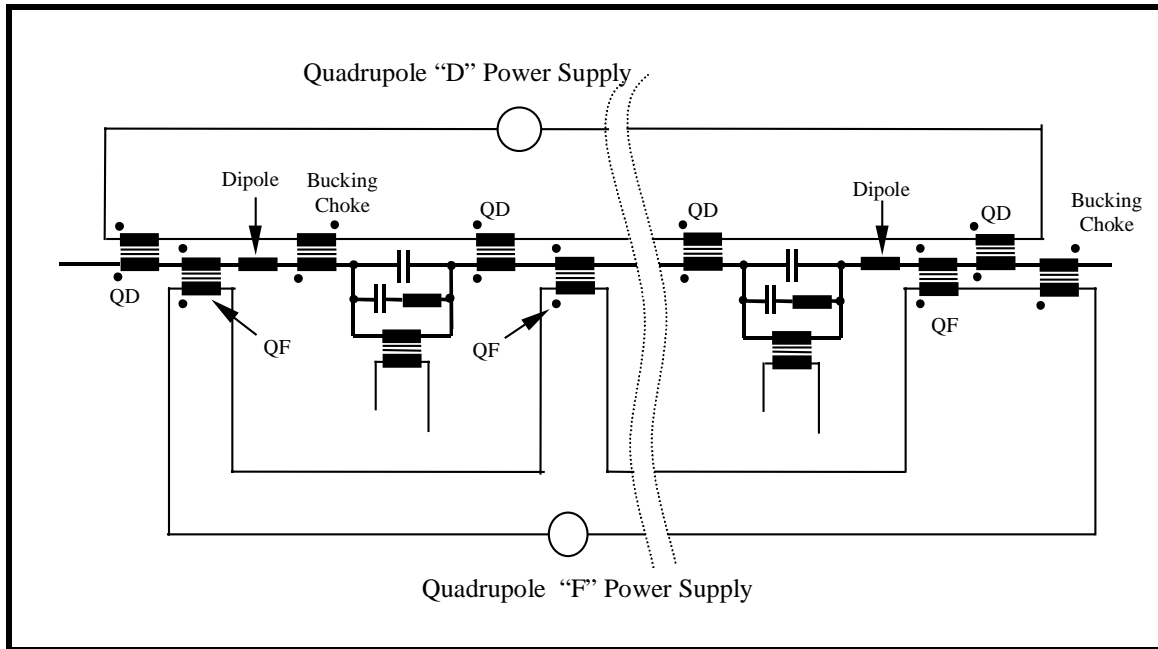 Quadrupole “D” Power Supply
Dipole
Bucking
Choke
QD
QD
Dipole
QD
Bucking
Choke
QD
QF
QF
QF
Quadrupole “F” Power Supply